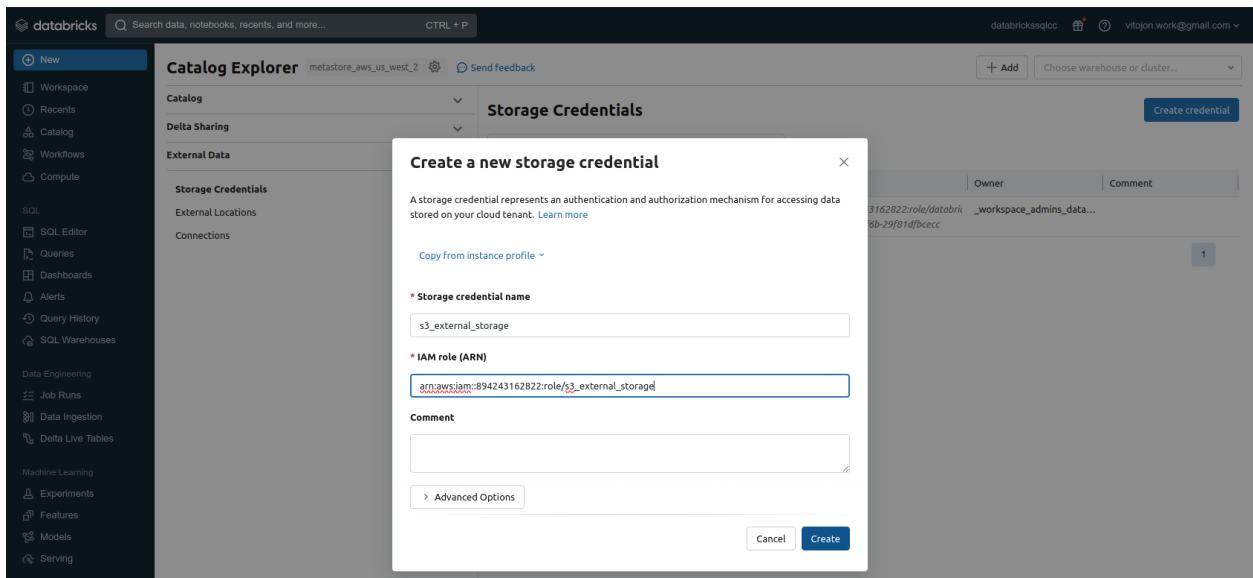 databricks
Search data, notebooks, recents, and more...
CTRL + P
databrickssqlcc
vitojon.work@gmail.com
New
Workspace
Recents
Catalog
Workflows
Compute
SQL
SQL Editor
Queries
Dashboards
Alerts
Query History
SQL Warehouses
Data Engineering
Job Runs
Data Ingestion
Delta Live Tables
Machine Learning
Experiments
Features
Models
Serving
Catalog Explorer
metastore_aws_us_west_2
Send feedback
Add
Choose warehouse or cluster...
Catalog
Delta Sharing
External Data
Storage Credentials
External Locations
Connections
Storage Credentials
Create credential
Owner
Comment
3162822:role/databric
f6b-29f81dfbcecc
_workspace_admins_data...
1
Create a new storage credential
A storage credential represents an authentication and authorization mechanism for accessing data
stored on your cloud tenant. Learn more
Copy from instance profile
* Storage credential name
s3_external_storage
* IAM role (ARN)
arn:aws:iam::894243162822:role/s3_external_storage
Comment
Advanced Options
Cancel
Create